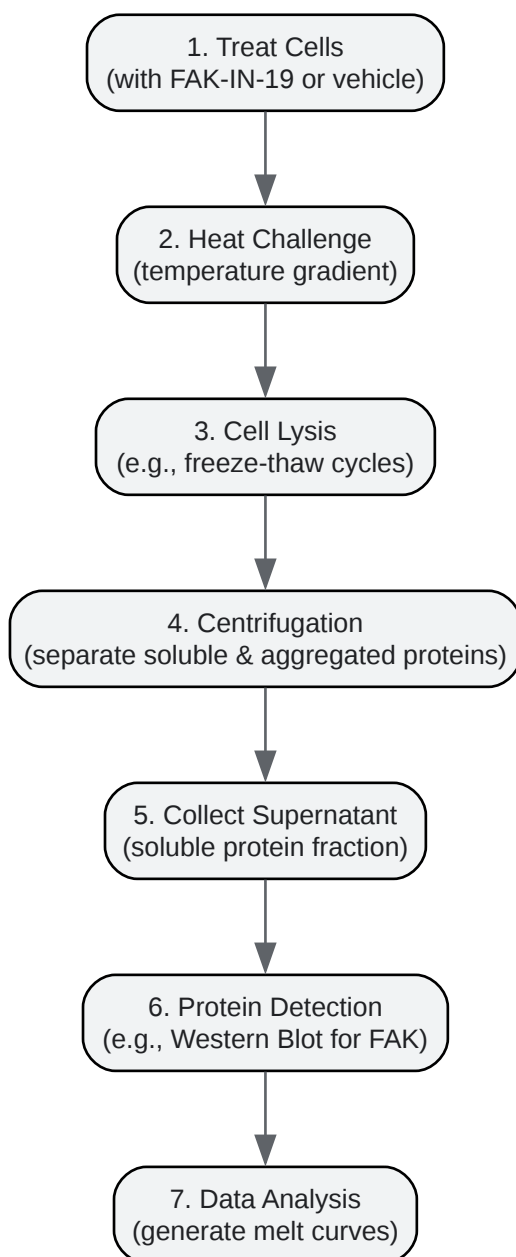 1. Treat Cells
(with FAK-IN-19 or vehicle)
2. Heat Challenge
(temperature gradient)
3. Cell Lysis
(e.g., freeze-thaw cycles)
4. Centrifugation
(separate soluble & aggregated proteins)
5. Collect Supernatant
(soluble protein fraction)
6. Protein Detection
(e.g., Western Blot for FAK)
7. Data Analysis
(generate melt curves)